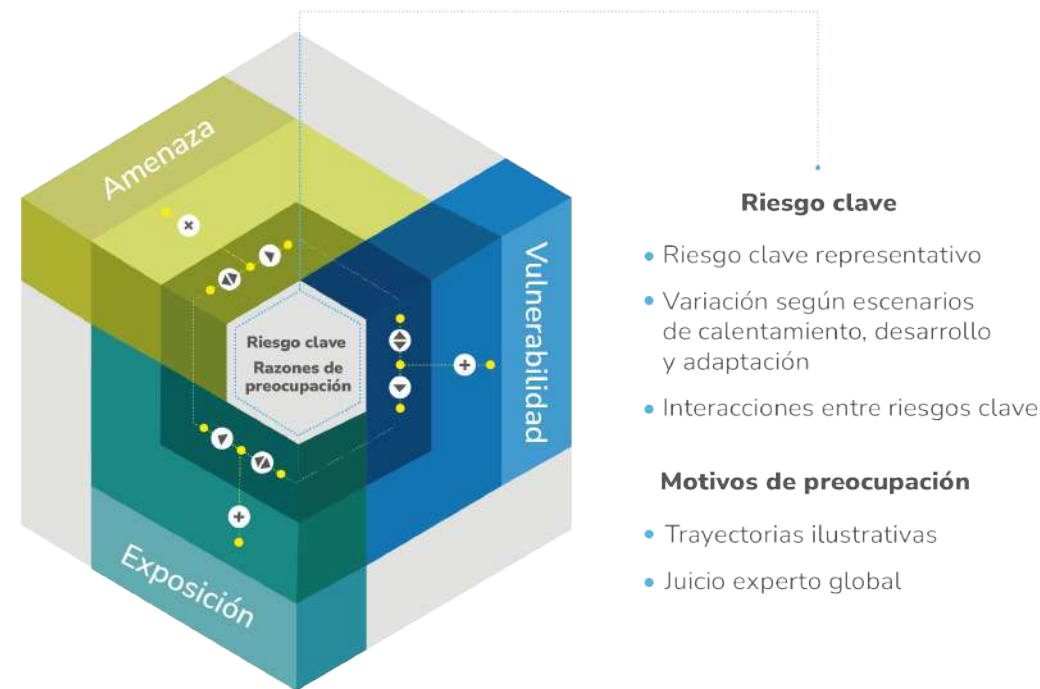 Amenaza
Vulnerabilidad
Exposición
Riesgo clave
Razones de
preocupación
Riesgo clave
• Riesgo clave representativo
• Variación según escenarios
de calentamiento, desarrollo
y adaptación
• Interacciones entre riesgos clave
Motivos de preocupación
• Trayectorias ilustrativas
• Juicio experto global